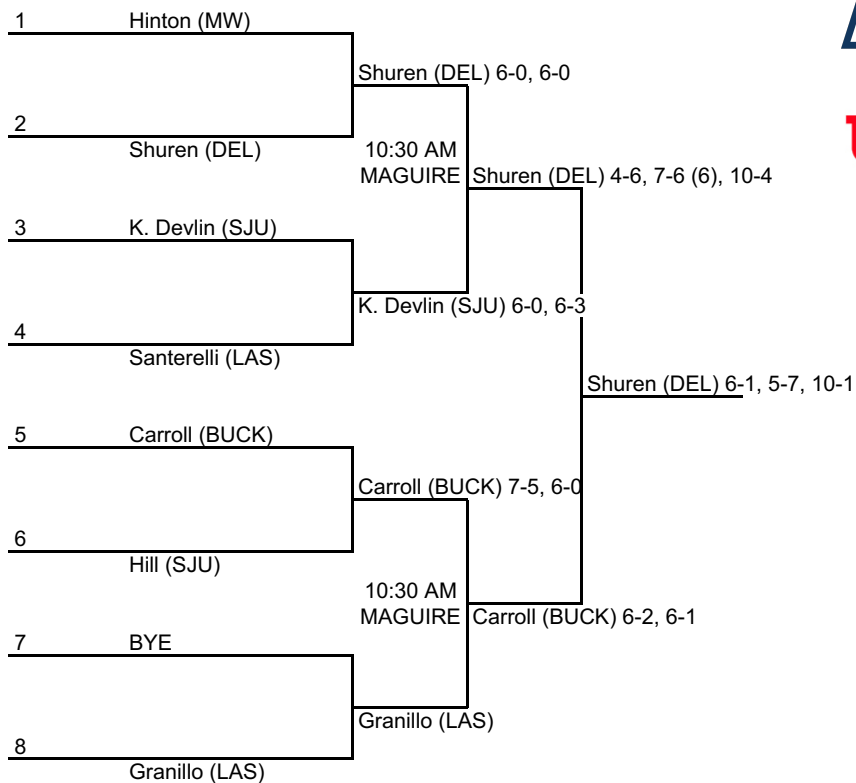 1 Hinton (MW)
Shuren (DEL) 6-0, 6-0
2
Shuren (DEL)
10:30 AM
MAGUIRE
Shuren (DEL) 4-6, 7-6 (6), 10-4
3 K. Devlin (SJU)
K. Devlin (SJU) 6-0, 6-3
4
Santerelli (LAS)
Shuren (DEL) 6-1, 5-7, 10-1
5 Carroll (BUCK)
Carroll (BUCK) 7-5, 6-0
6
Hill (SJU)
10:30 AM
MAGUIRE
Carroll (BUCK) 6-2, 6-1
7 BYE
Granillo (LAS)
8
Granillo (LAS)